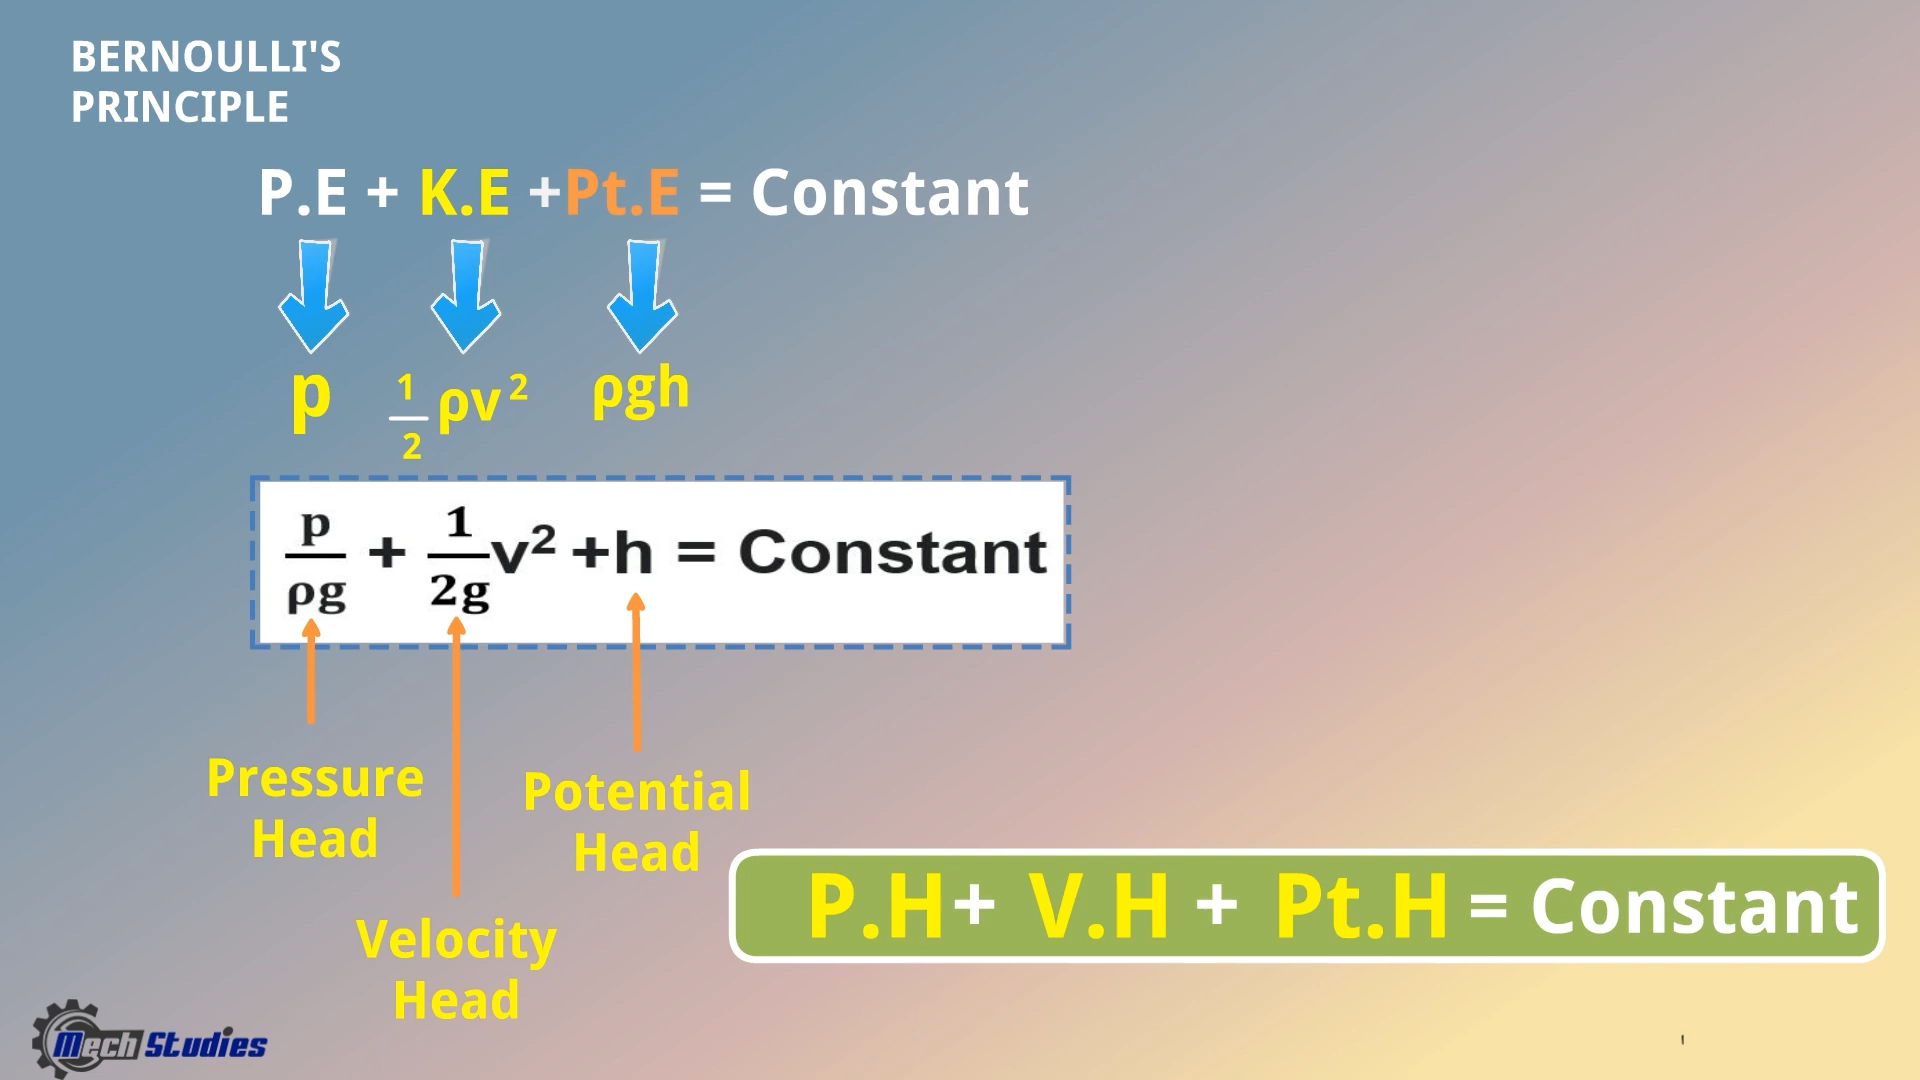 BERNOULLI'S
PRINCIPLE
P.E + K.E +Pt.E = Constant
p 1/2 ρv² ρgh
p/ρg + 1/2g v² +h = Constant
Pressure
Head
Potential
Head
P.H+ V.H + Pt.H = Constant
Velocity
Head
Mech Studies